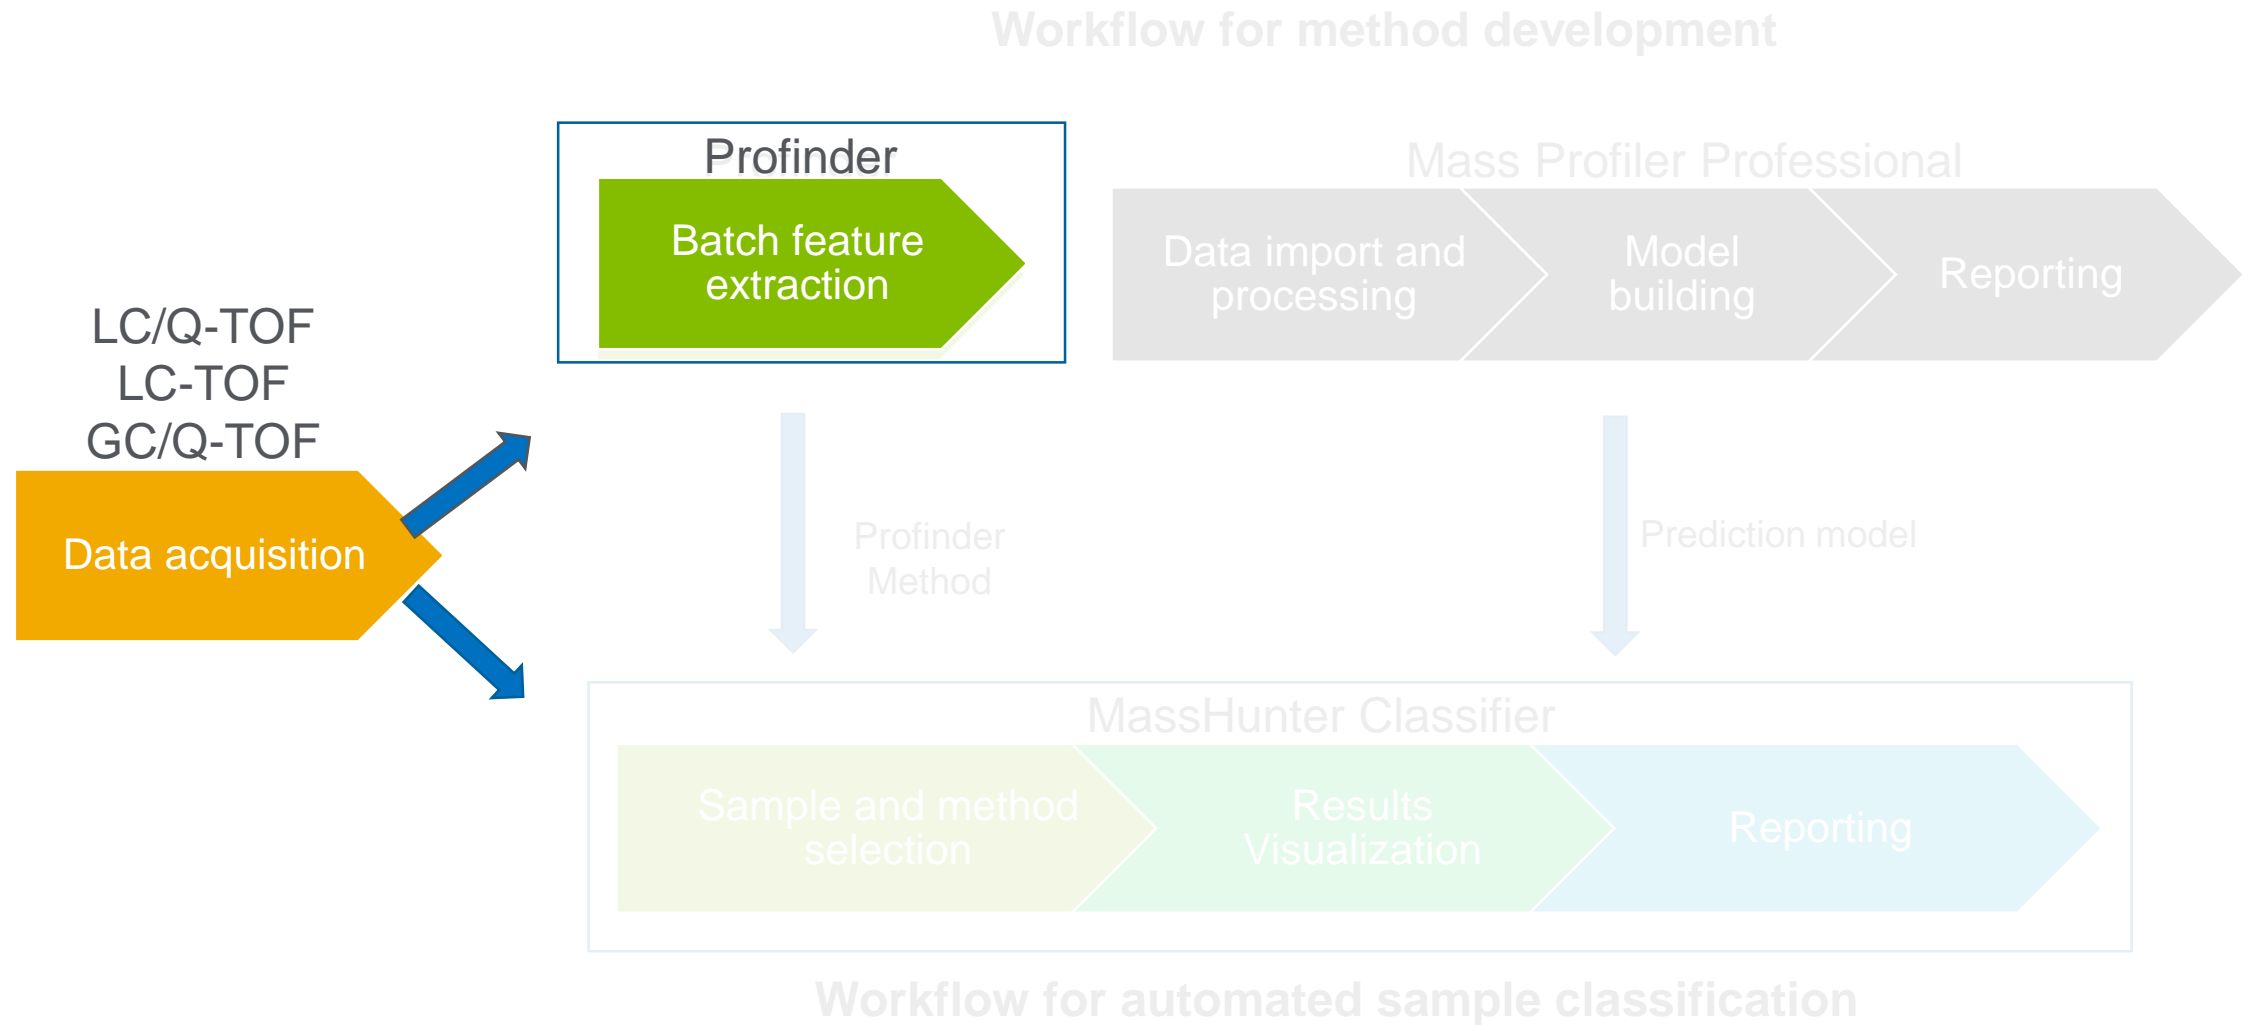 Workflow for method development
Profinder
Batch feature
extraction
Mass Profiler Professional
Data import and
processing
Model
building
Reporting
LC/Q-TOF
LC-TOF
GC/Q-TOF
Data acquisition
Profinder
Method
Prediction model
MassHunter Classifier
Sample and method
selection
Results
Visualization
Reporting
Workflow for automated sample classification